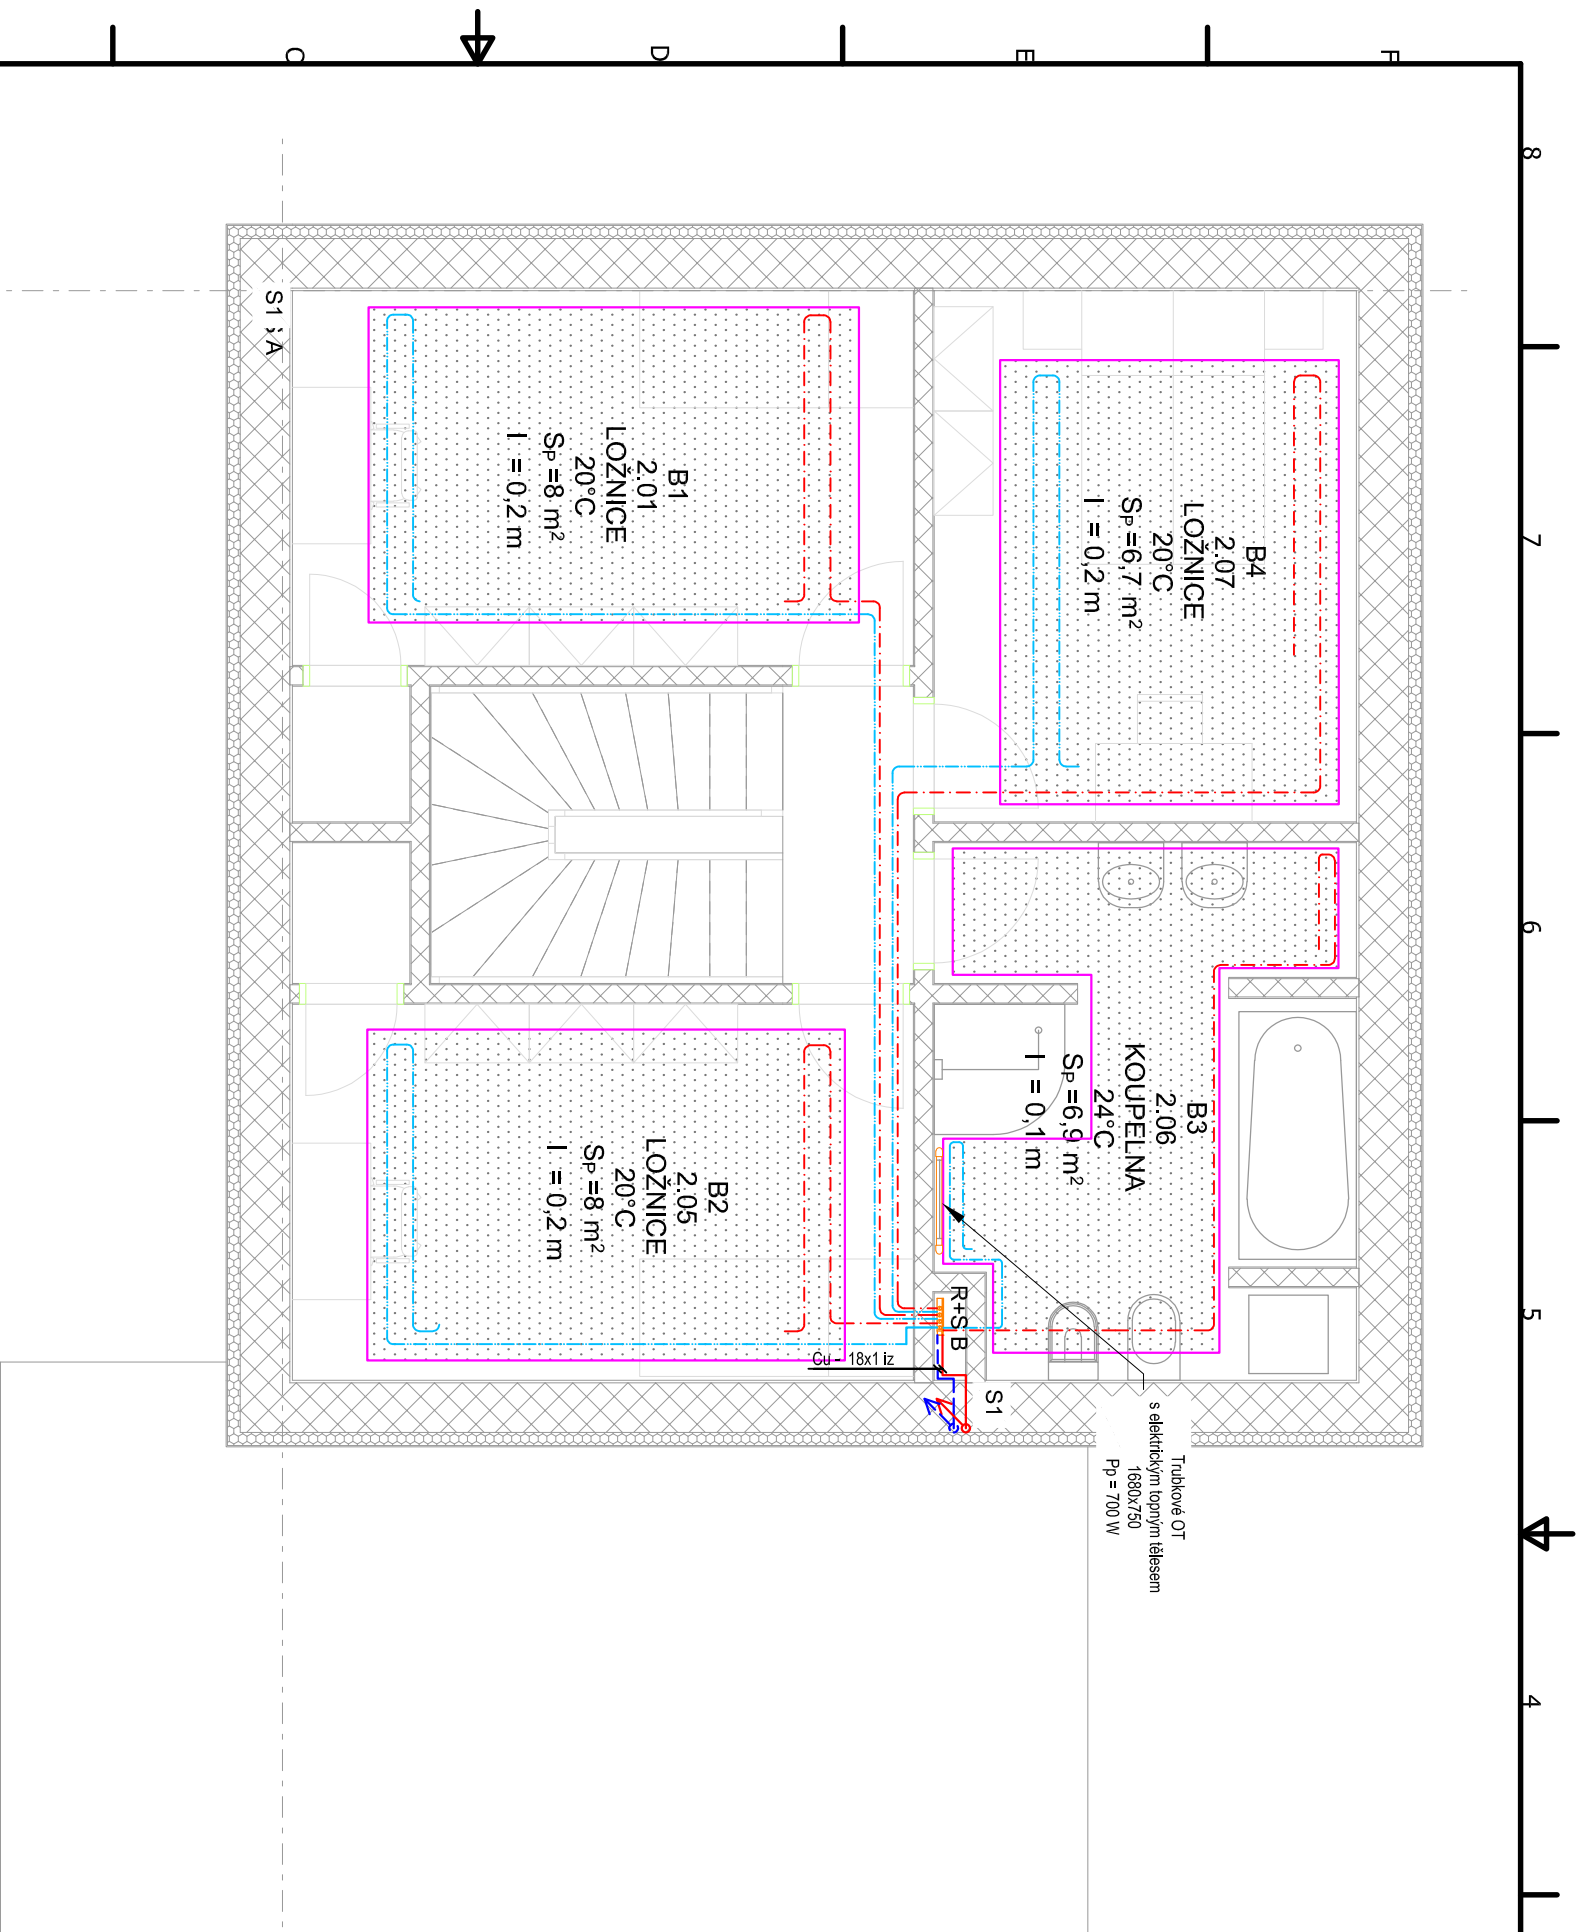 C
D
E
F
8
7
6
5
4
S1
A
B1
2.01
LOŽNICE
20°C
SP =8 m²
l = 0,2 m
B4
2.07
LOŽNICE
20°C
SP =6,7 m²
l = 0,2 m
B3
2.06
KOUPELNA
24°C
SP =6,9 m²
l = 0,1 m
B2
2.05
LOŽNICE
20°C
SP =8 m²
l = 0,2 m
R+S B
Cu - 18x1 iz
S1
Trubkové OT
s elektrickým topným tělesem
1680x750
Pp = 700 W